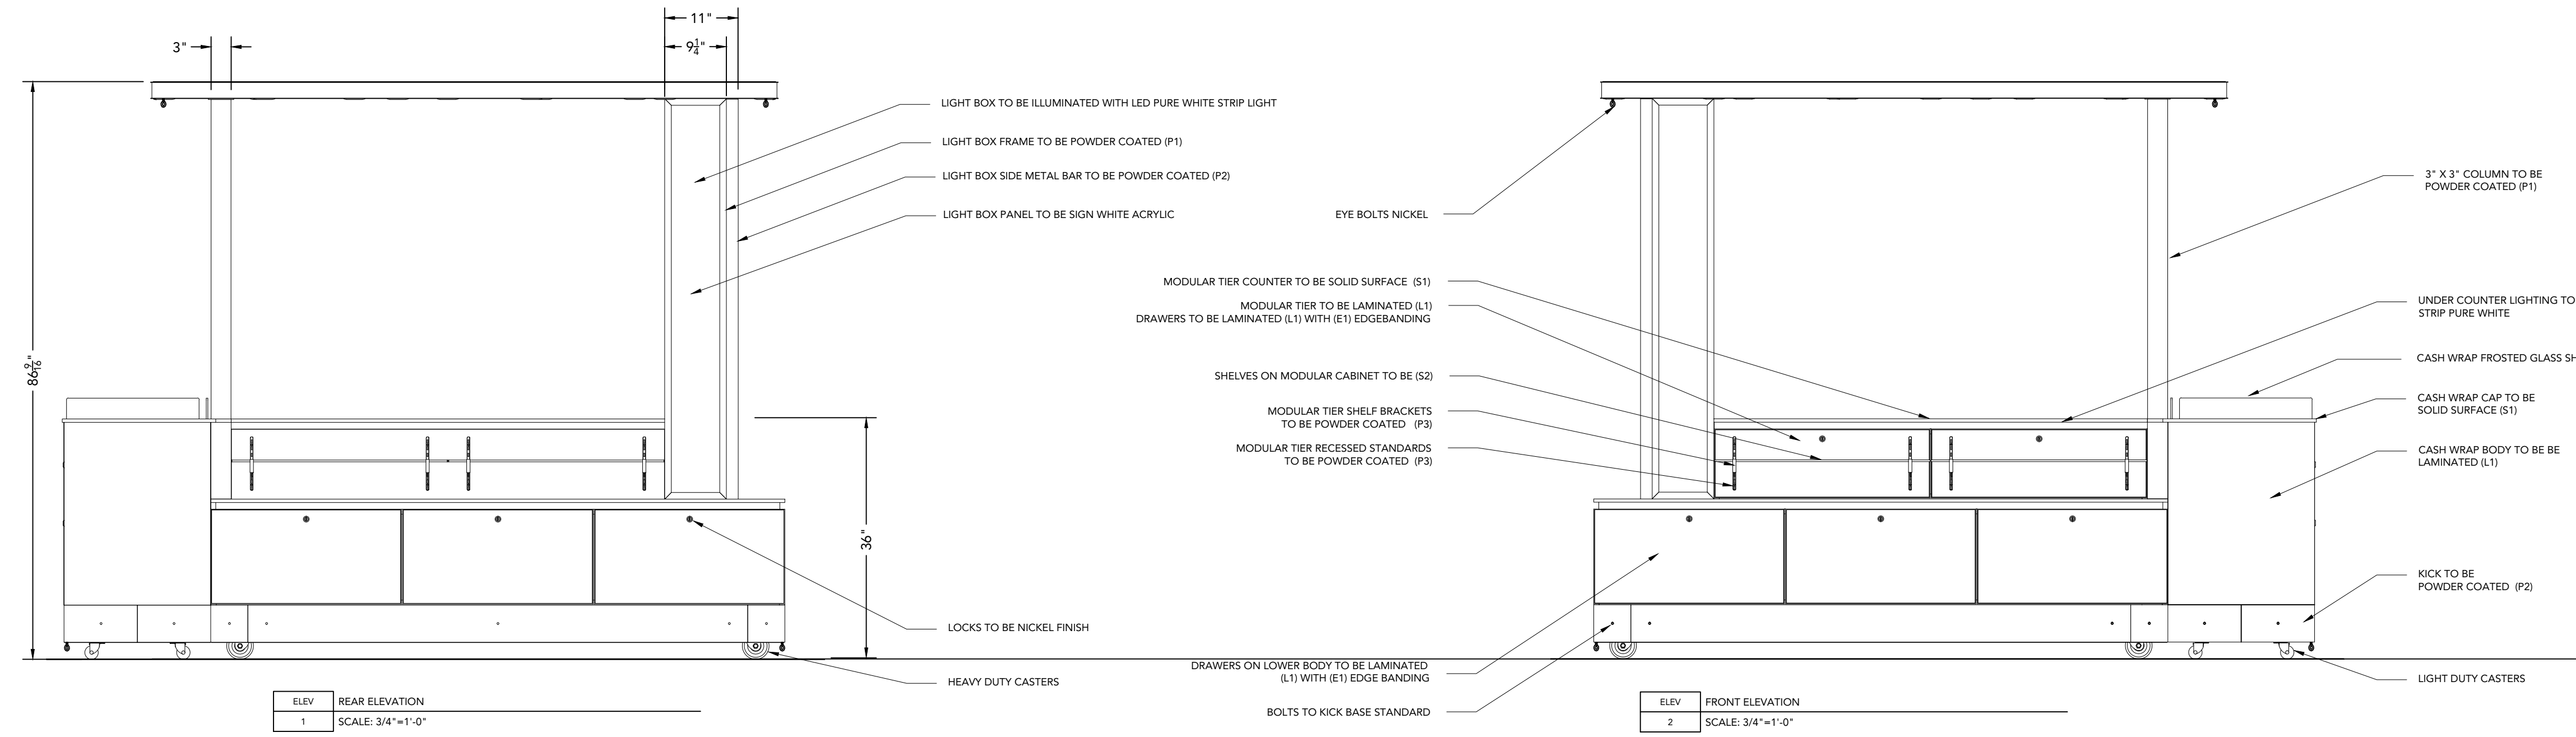 11"
3"
9 1/4"
LIGHT BOX TO BE ILLUMINATED WITH LED PURE WHITE STRIP LIGHT
LIGHT BOX FRAME TO BE POWDER COATED (P1)
LIGHT BOX SIDE METAL BAR TO BE POWDER COATED (P2)
LIGHT BOX PANEL TO BE SIGN WHITE ACRYLIC
86 9/16"
36"
LOCKS TO BE NICKEL FINISH
HEAVY DUTY CASTERS
ELEV
REAR ELEVATION
1
SCALE: 3/4"=1'-0"
EYE BOLTS NICKEL
MODULAR TIER COUNTER TO BE SOLID SURFACE (S1)
MODULAR TIER TO BE LAMINATED (L1)
DRAWERS TO BE LAMINATED (L1) WITH (E1) EDGEBANDING
SHELVES ON MODULAR CABINET TO BE (S2)
MODULAR TIER SHELF BRACKETS
TO BE POWDER COATED (P3)
MODULAR TIER RECESSED STANDARDS
TO BE POWDER COATED (P3)
DRAWERS ON LOWER BODY TO BE LAMINATED
(L1) WITH (E1) EDGE BANDING
BOLTS TO KICK BASE STANDARD
3" X 3" COLUMN TO BE
POWDER COATED (P1)
UNDER COUNTER LIGHTING TO
STRIP PURE WHITE
CASH WRAP FROSTED GLASS SH
CASH WRAP CAP TO BE
SOLID SURFACE (S1)
CASH WRAP BODY TO BE BE
LAMINATED (L1)
KICK TO BE
POWDER COATED (P2)
LIGHT DUTY CASTERS
ELEV
FRONT ELEVATION
2
SCALE: 3/4"=1'-0"